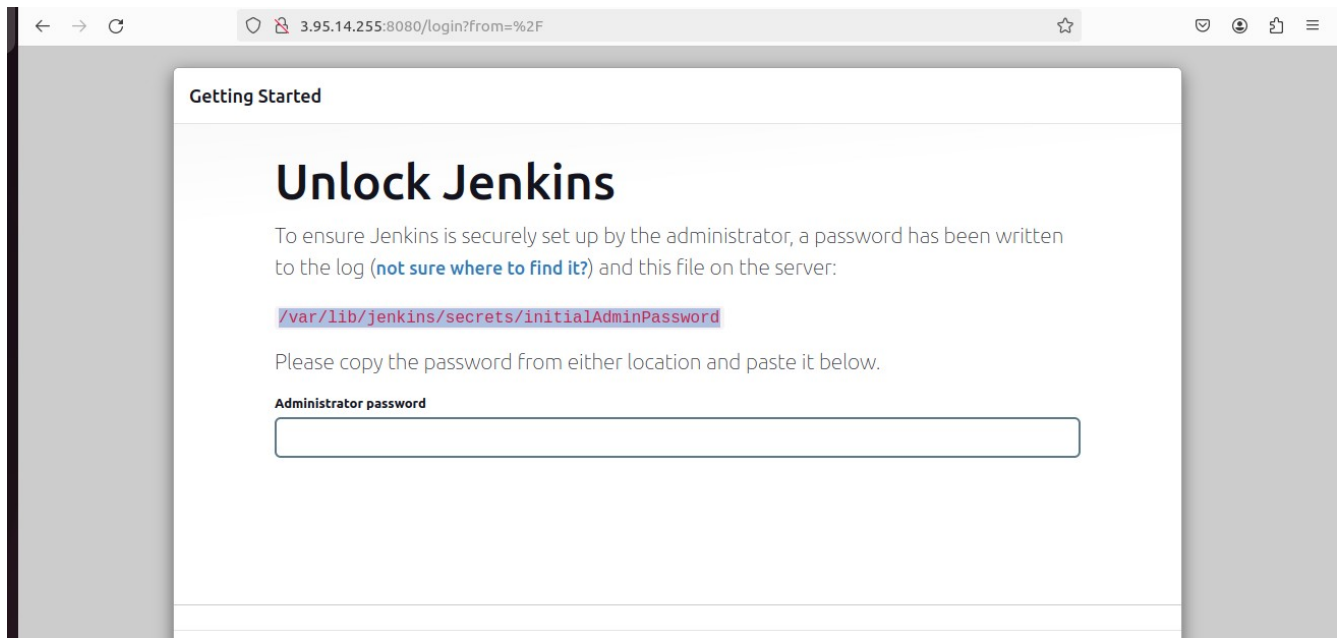 3.95.14.255:8080/login?from=%2F
Getting Started
Unlock Jenkins
To ensure Jenkins is securely set up by the administrator, a password has been written
to the log (not sure where to find it?) and this file on the server:
/var/lib/jenkins/secrets/initialAdminPassword
Please copy the password from either location and paste it below.
Administrator password